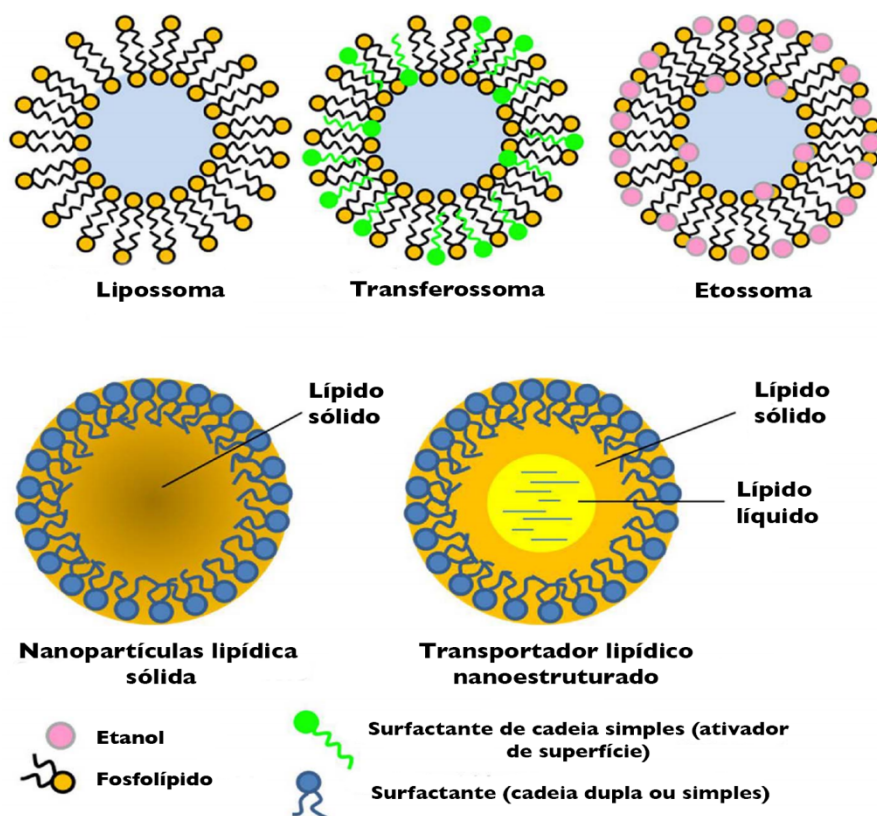 Lipossoma
Transferossoma
Etossoma
Lípido
sólido
Lípido
sólido
Lípido
líquido
Nanopartículas lipídica
sólida
Transportador lipídico
nanoestruturado
Etanol
Fosfolípido
Surfactante de cadeia simples (ativador
de superfície)
Surfactante (cadeia dupla ou simples)